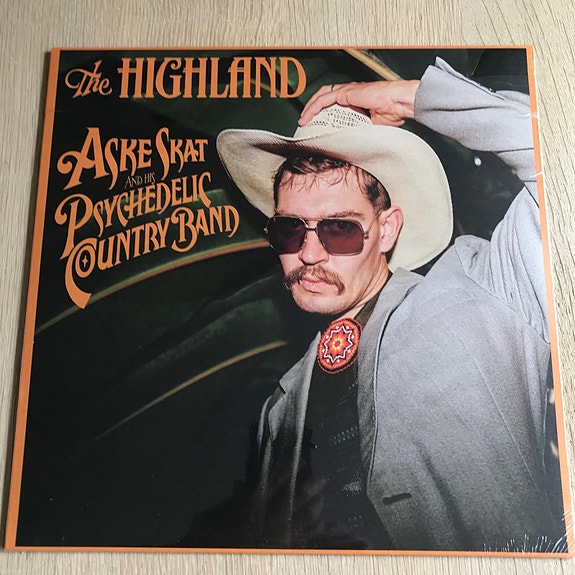 The HIGHLAND
ASKE SKAT
AND HIS
PSYCHEDELIC
COUNTRY BAND